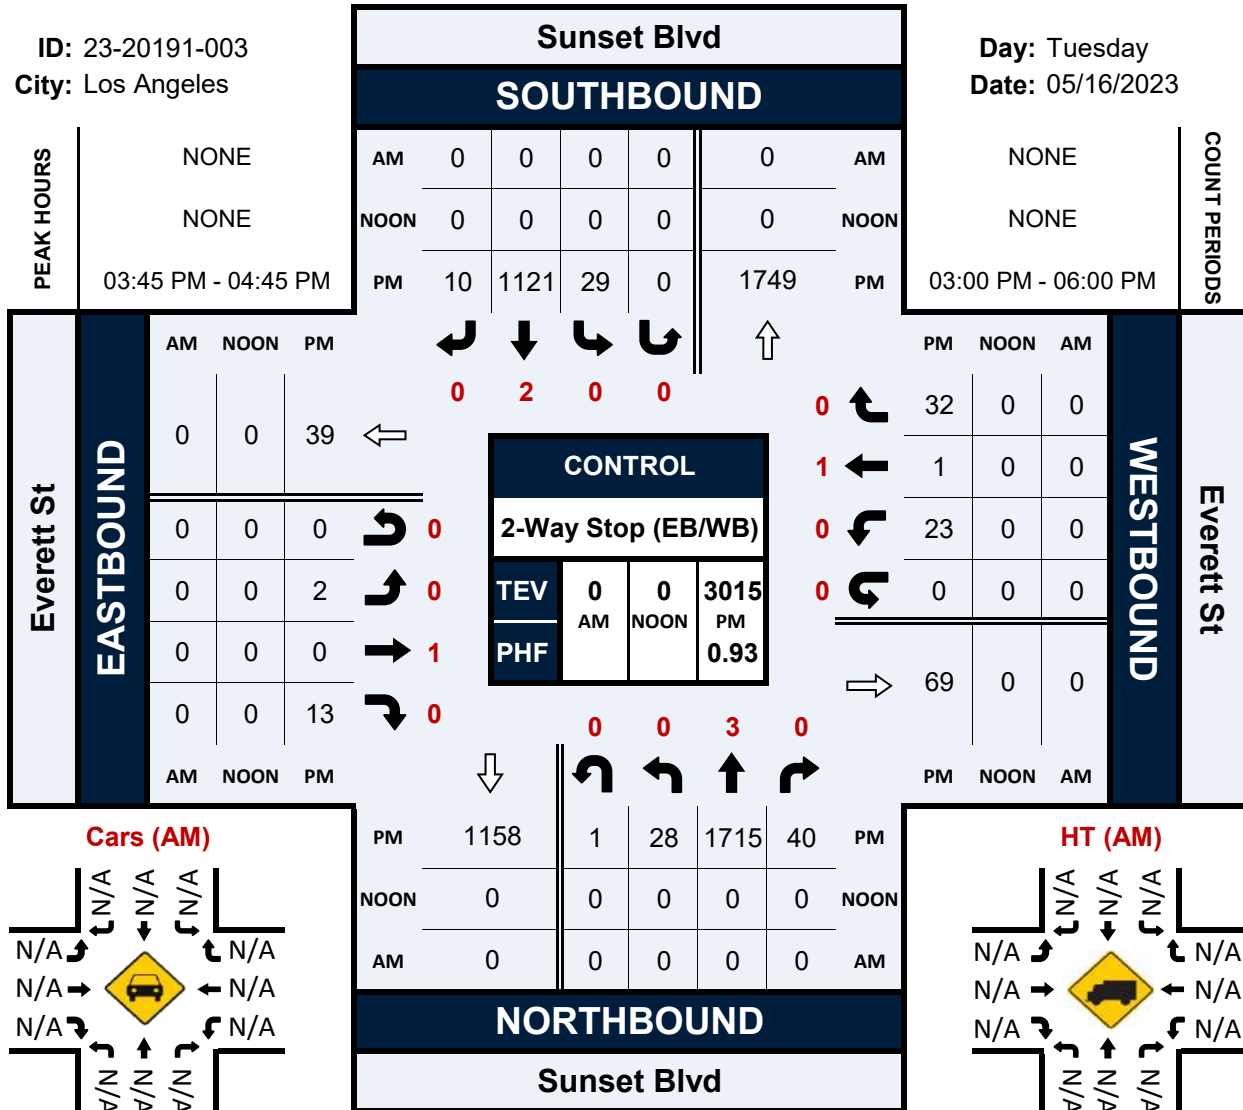 Sunset Blvd
ID: 23-20191-003
Day: Tuesday
City: Los Angeles
SOUTHBOUND
Date: 05/16/2023
PEAK HOURS
NONE
AM 0 0 0 0 0 AM
NONE
COUNT PERIODS
NONE
NOON 0 0 0 0 0 NOON
NONE
03:45 PM - 04:45 PM
PM 10 1121 29 0 1749 PM
03:00 PM - 06:00 PM
AM NOON PM
PM NOON AM
0 2 0 0
Everett St
EASTBOUND
0 0 39
0 0 0 0
0 0 2 0
0 0 0 1
0 0 13 0
AM NOON PM
CONTROL
2-Way Stop (EB/WB)
TEV 0 0 3015
AM NOON PM
PHF 0.93
0 32 0 0
1 1 0 0
0 23 0 0
0 0 0 0
69 0 0
WESTBOUND
Everett St
0 0 3 0
PM NOON AM
Cars (AM)
PM 1158 1 28 1715 40 PM
HT (AM)
NOON 0 0 0 0 0 NOON
AM 0 0 0 0 0 AM
N/A N/A N/A
N/A N/A
N/A N/A
N/A N/A
N/A N/A N/A
NORTHBOUND
Sunset Blvd
N/A N/A N/A
N/A N/A
N/A N/A
N/A N/A
N/A N/A N/A